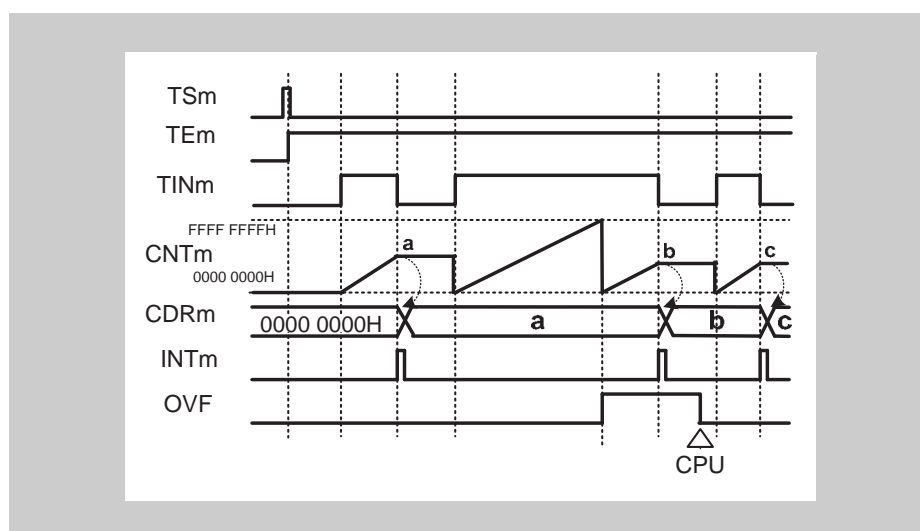 TSm
TEm
TINm
FFFF FFFFH
CNTm
0000 0000H
a
b
c
CDRm
0000 0000H
a
b
c
INTm
OVF
CPU